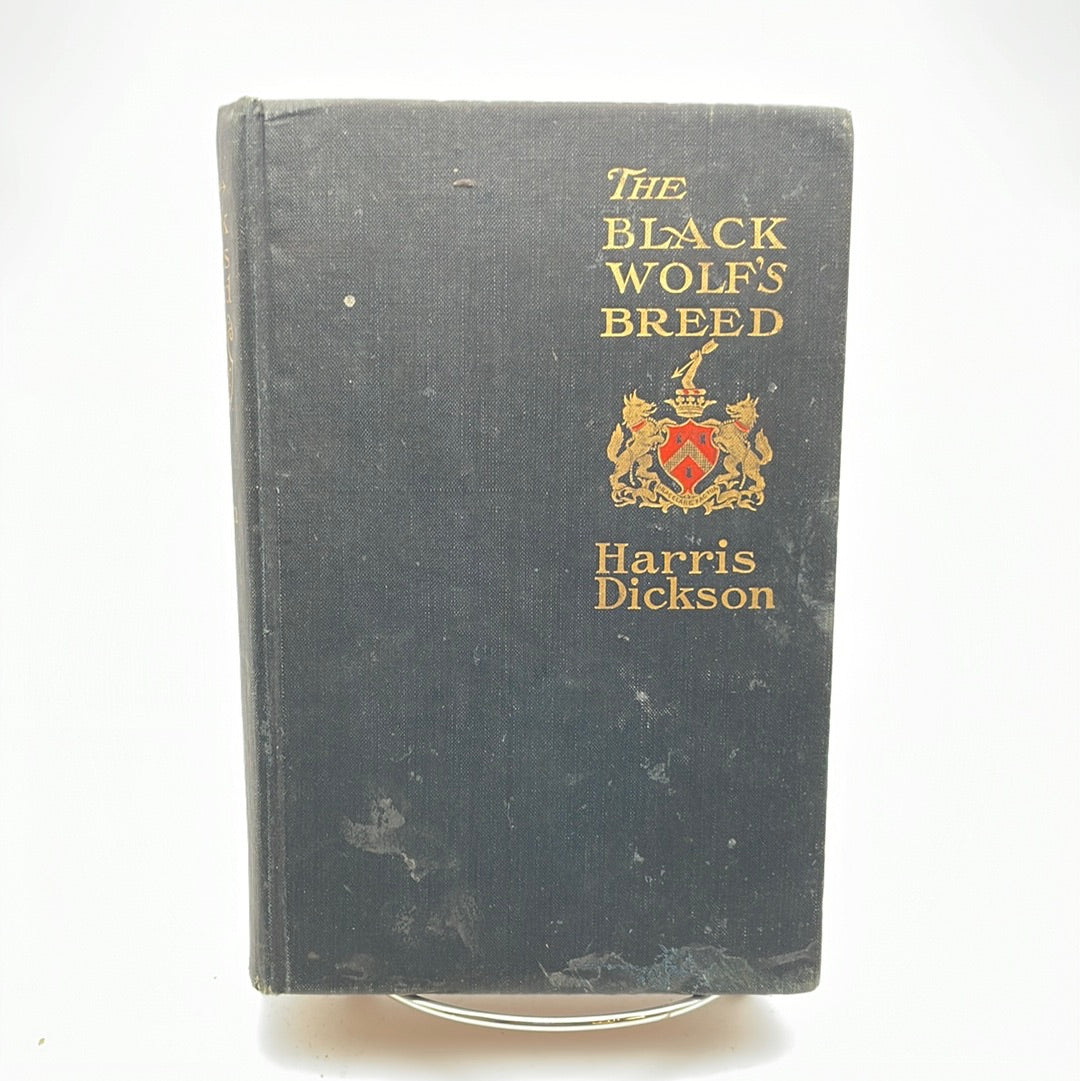 The
BLACK
WOLF'S
BREED
Harris
Dickson